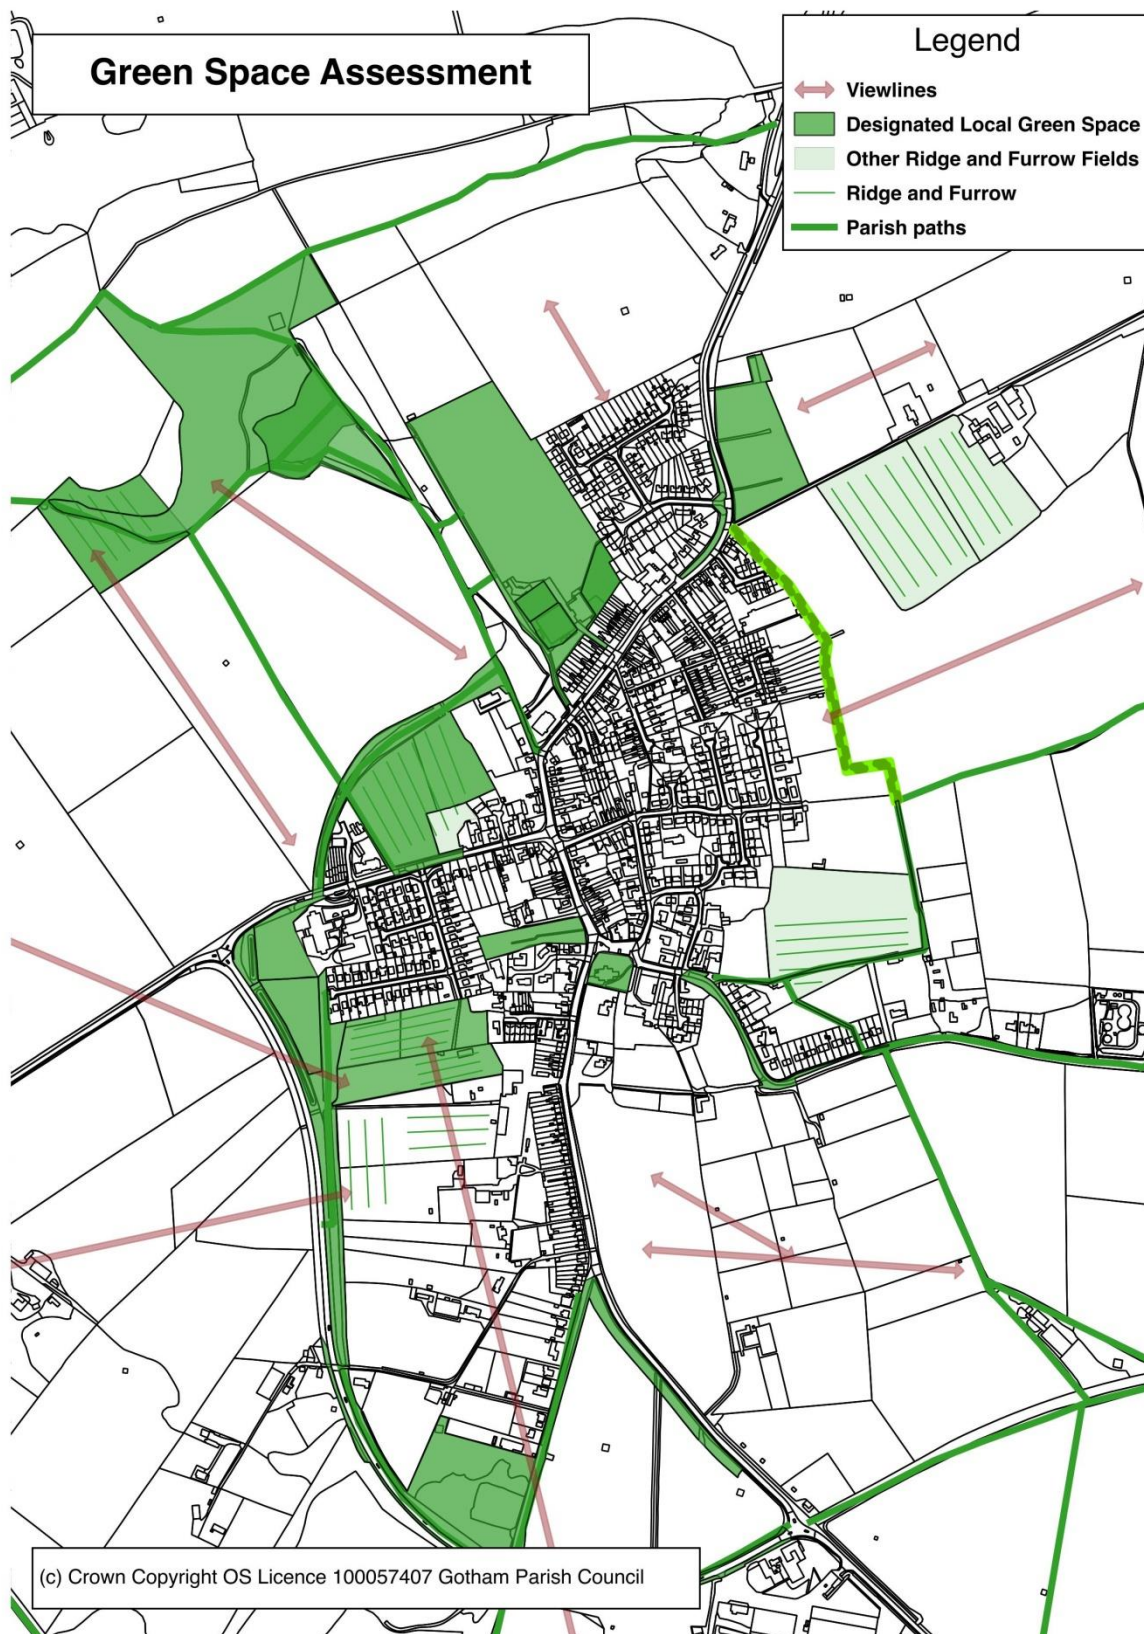 Green Space Assessment
Legend
Viewlines
Designated Local Green Space
Other Ridge and Furrow Fields
Ridge and Furrow
Parish paths
(c) Crown Copyright OS Licence 100057407 Gotham Parish Council